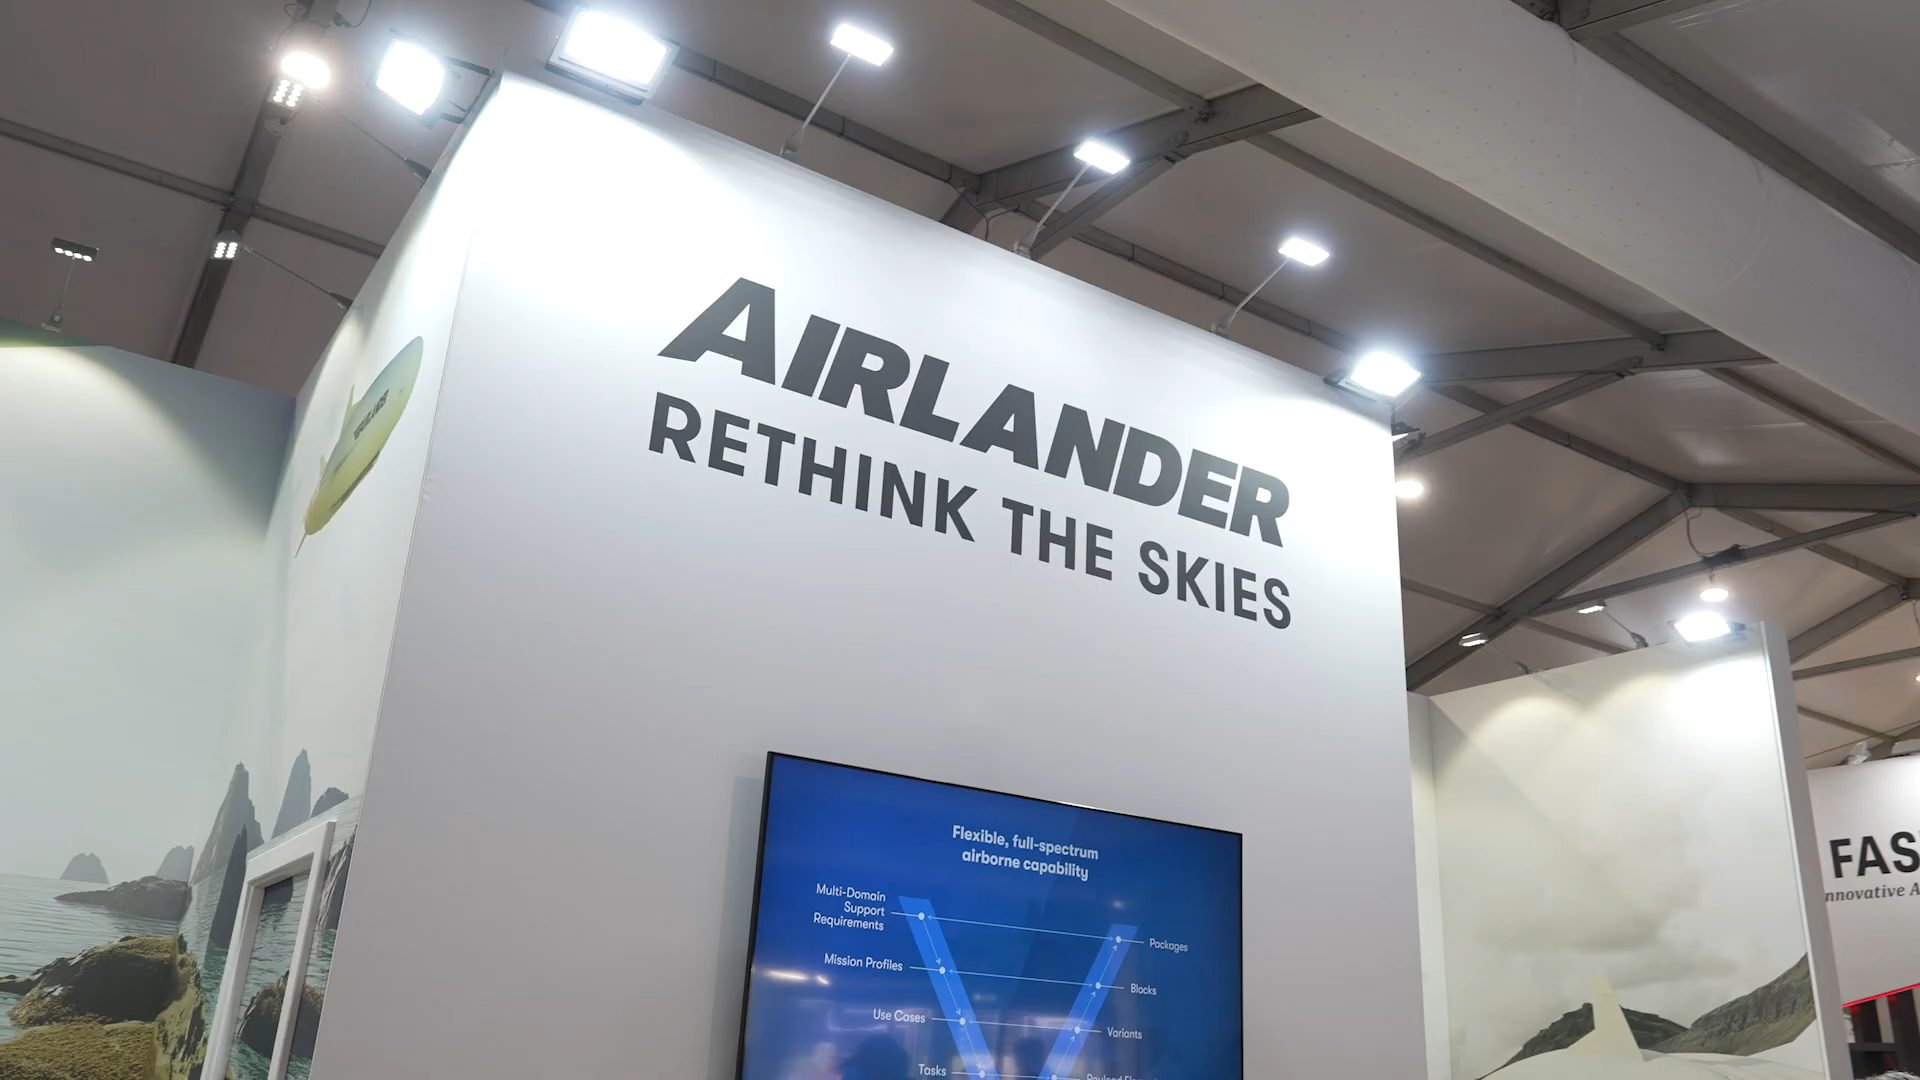 AIRLANDER
RETHINK THE SKIES
Flexible, full-spectrum
airborne capability
Multi-Domain
Support
Requirements
Packages
Mission Profiles
Blocks
Use Cases
Variants
Tasks
Payload
FAS
nnovative A